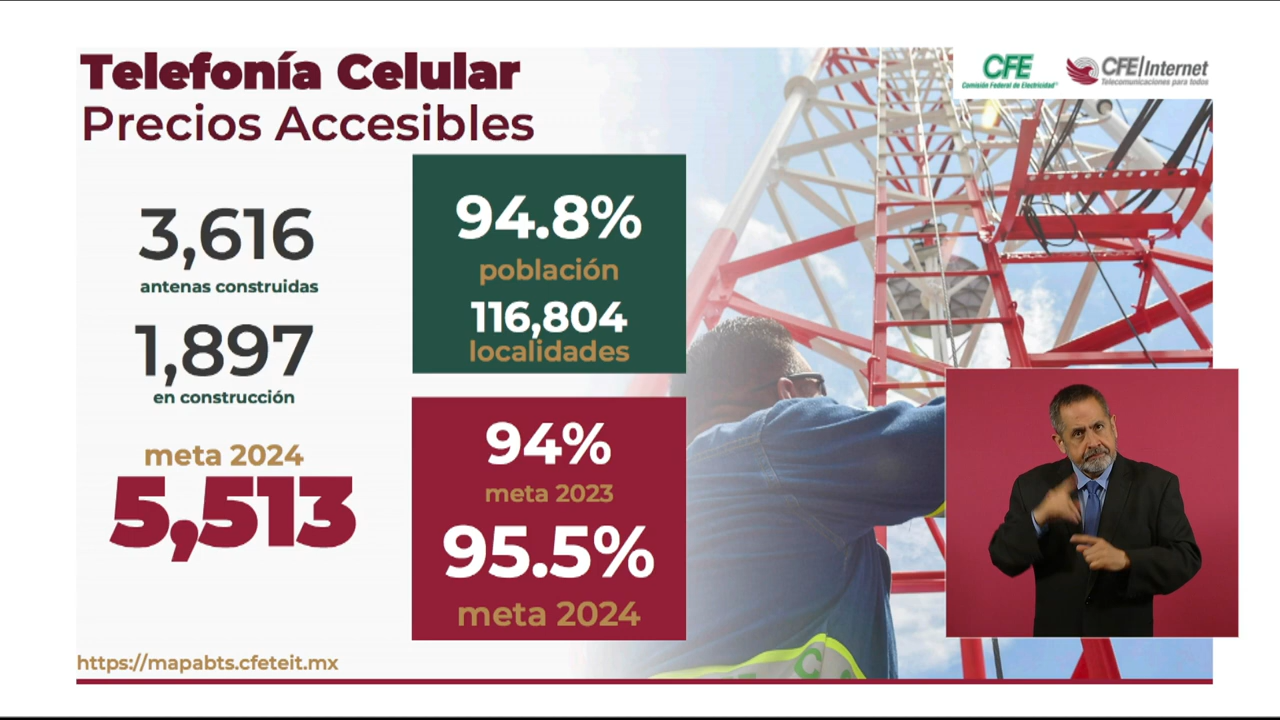 Telefonía Celular
Precios Accesibles
CFE
Comisión Federal de Electricidad
CFE|Internet
Telecomunicaciones para todos
3,616
antenas construidas
1,897
en construcción
meta 2024
5,513
94.8%
población
116,804
localidades
94%
meta 2023
95.5%
meta 2024
https://mapabts.cfeteit.mx